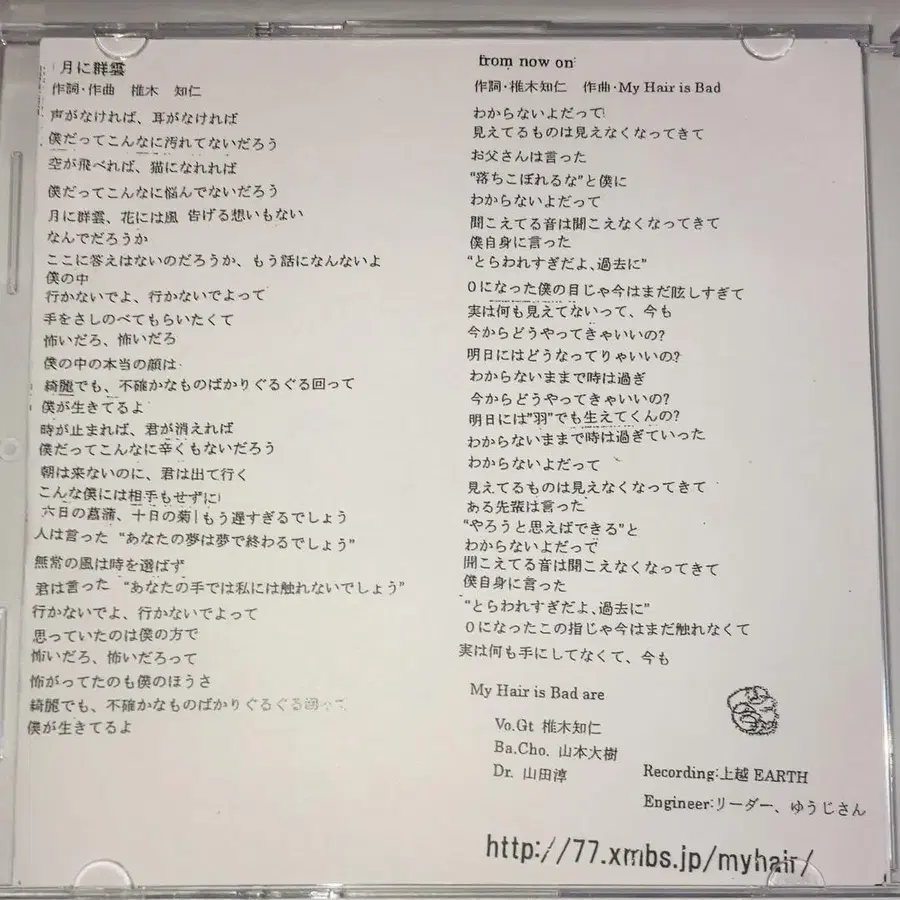 月に群雲
作詞・作曲 椎木 知仁
声がなければ、耳がなければ
僕だってこんなに汚れてないだろう
空が飛べれば、猫になれれば
僕だってこんなに悩んでないだろう
月に群雲、花には風 告げる想いもない
なんでだろうか
ここに答えはないのだろうか、もう話になんないよ
僕の中
行かないでよ、行かないでよって
手をさしのべてもらいたくて
怖いだろ、怖いだろ
僕の中の本当の顔は
綺麗でも、不確かなものばかりぐるぐる回って
僕が生きてるよ
時が止まれば、君が消えれば
僕だってこんなに辛くもないだろう
朝は来ないのに、君は出て行く
こんな僕には相手もせずに
六日の菖蒲、十日の菊 もう遅すぎるでしょう
人は言った “あなたの夢は夢で終わるでしょう”
無常の風は時を選ばず
君は言った “あなたの手では私には触れないでしょう”
行かないでよ、行かないでよって
思っていたのは僕の方で
怖いだろ、怖いだろって
怖がってたのも僕のほうさ
綺麗でも、不確かなものばかりぐるぐる回って
僕が生きてるよ
from now on
作詞・椎木知仁 作曲・My Hair is Bad
わからないよだって
見えてるものは見えなくなってきて
お父さんは言った
“落ちこぼれるな”と僕に
わからないよだって
聞こえてる音は聞こえなくなってきて
僕自身に言った
“とらわれすぎだよ、過去に”
0になった僕の目じゃ今はまだ眩しすぎて
実は何も見えてないって、今も
今からどうやってきゃいいの?
明日にはどうなってりゃいいの?
わからないままで時は過ぎ
今からどうやってきゃいいの?
明日には”羽”でも生えてくんの?
わからないままで時は過ぎていった
わからないよだって
見えてるものは見えなくなってきて
ある先輩は言った
“やろうと思えばできる”と
わからないよだって
聞こえてる音は聞こえなくなってきて
僕自身に言った
“とらわれすぎだよ、過去に”
0になったこの指じゃ今はまだ触れなくて
実は何も手にしてなくて、今も
My Hair is Bad are
Vo.Gt 椎木知仁
Ba.Cho. 山本大樹
Dr. 山田淳
Recording:上越 EARTH
Engineer:リーダー、ゆうじさん
http://77.xmbs.jp/myhair/